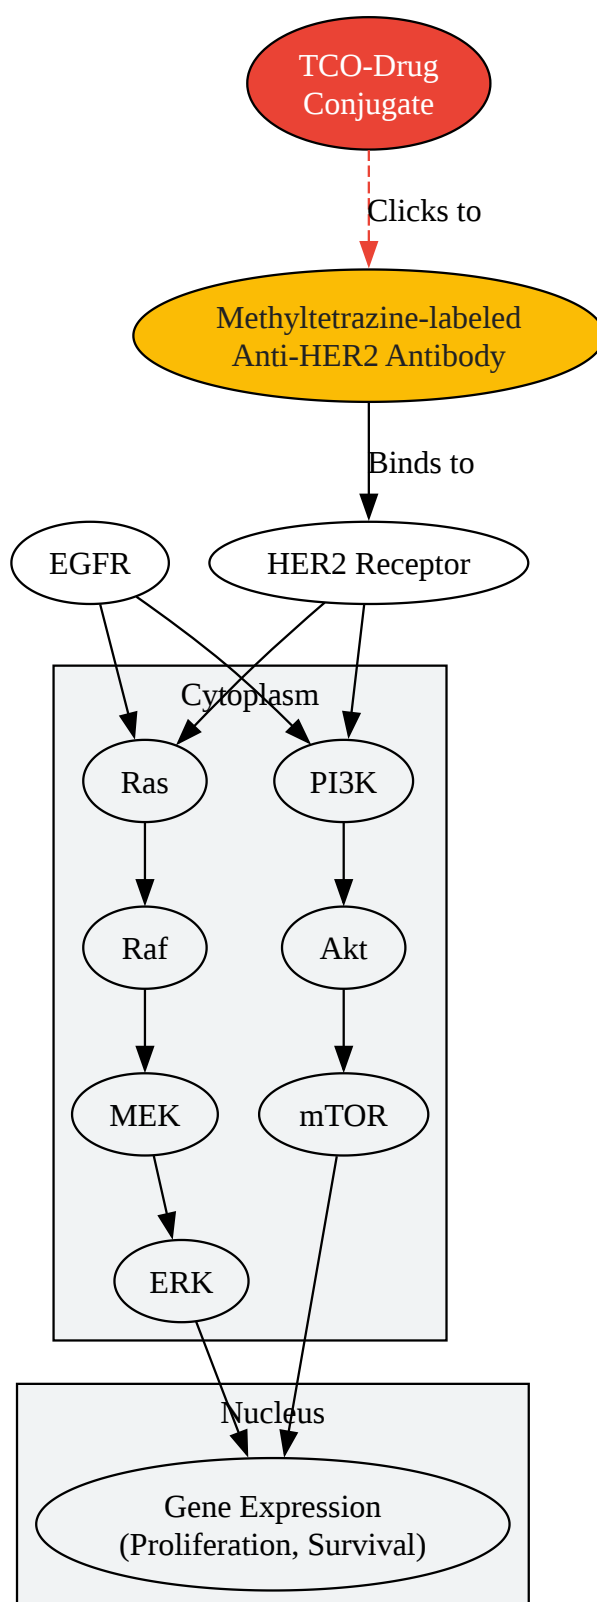 TCO-Drug
Conjugate
Clicks to
Methyltetrazine-labeled
Anti-HER2 Antibody
Binds to
EGFR
HER2 Receptor
Cytoplasm
Ras
PI3K
Raf
Akt
MEK
mTOR
ERK
Nucleus
Gene Expression
(Proliferation, Survival)